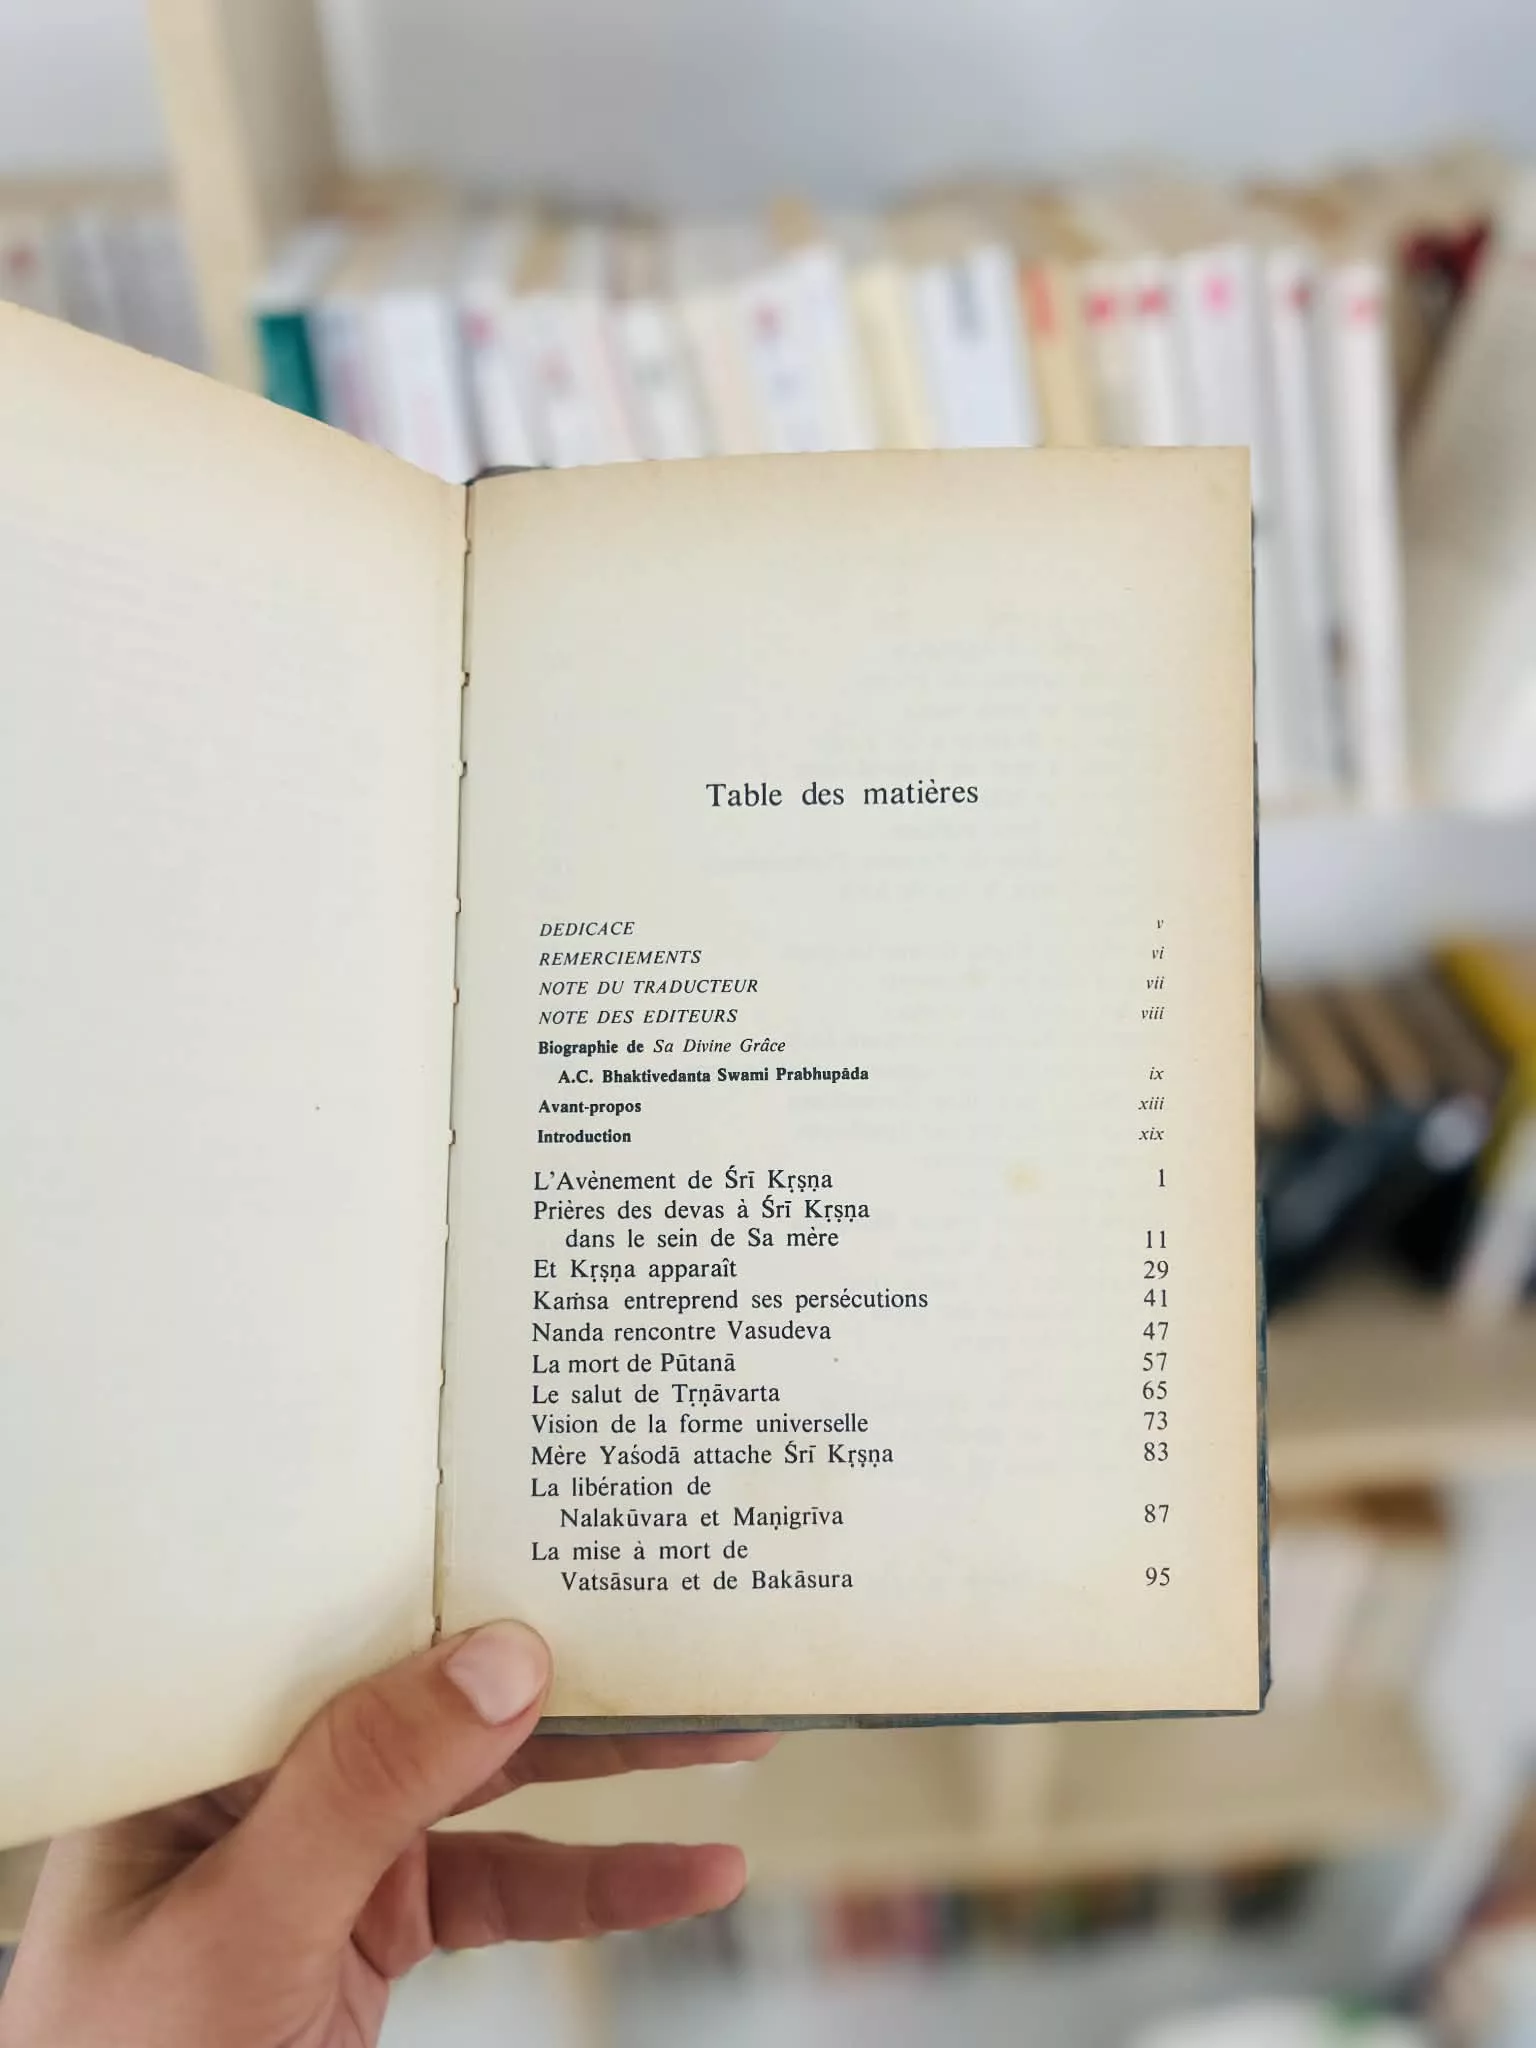 Table des matières
DEDICACE v
REMERCIEMENTS vi
NOTE DU TRADUCTEUR vii
NOTE DES EDITEURS viii
Biographie de Sa Divine Grâce
A.C. Bhaktivedanta Swami Prabhupâda ix
Avant-propos xiii
Introduction xix
L'Avènement de Śrī Kṛṣṇa 1
Prières des devas à Śrī Kṛṣṇa
dans le sein de Sa mère 11
Et Kṛṣṇa apparaît 29
Kaṁsa entreprend ses persécutions 41
Nanda rencontre Vasudeva 47
La mort de Pūtanā 57
Le salut de Tṛṇāvarta 65
Vision de la forme universelle 73
Mère Yaśodā attache Śrī Kṛṣṇa 83
La libération de
Nalakūvara et Maṇigrīva 87
La mise à mort de
Vatsāsura et de Bakāsura 95